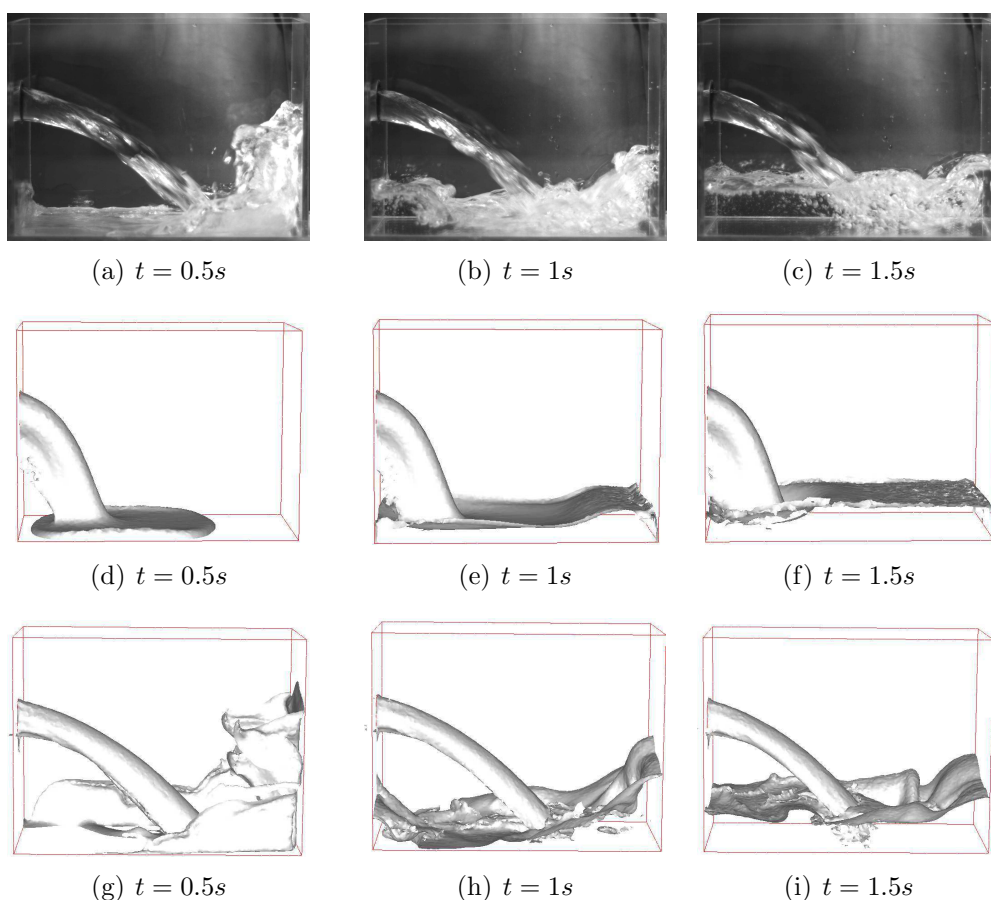 (a) t = 0.5s
(b) t = 1s
(c) t = 1.5s
(d) t = 0.5s
(e) t = 1s
(f) t = 1.5s
(g) t = 0.5s
(h) t = 1s
(i) t = 1.5s